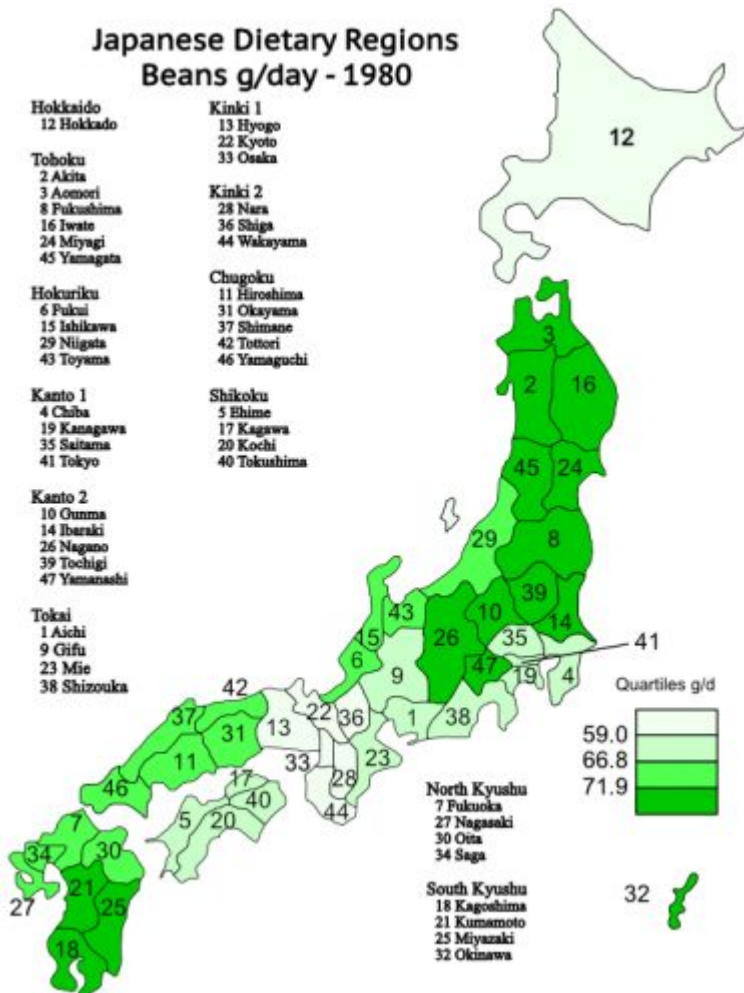 Japanese Dietary Regions
Beans g/day - 1980
Hokkaido
12 Hokkado
Tohoku
2 Akita
3 Aomori
8 Fukushima
16 Iwate
24 Miyagi
45 Yamagata
Hokuriku
6 Fukui
15 Ishikawa
29 Niigata
43 Toyama
Kanto 1
4 Chiba
19 Kanagawa
35 Saitama
41 Tokyo
Kanto 2
10 Gunma
14 Ibaraki
26 Nagano
39 Tochigi
47 Yamanashi
Tokai
1 Aichi
9 Gifu
23 Mie
38 Shizouka
Kinki 1
13 Hyogo
22 Kyoto
33 Osaka
Kinki 2
28 Nara
36 Shiga
44 Wakayama
Chugoku
11 Hiroshima
31 Okayama
37 Shimane
42 Tottori
46 Yamaguchi
Shikoku
5 Ehime
17 Kagawa
20 Kochi
40 Tokushima
12
3
2
16
45
24
29
8
39
43
10
14
15
26
35
41
6
47
9
19
4
42
22
36
1
38
37
13
31
11
33
23
28
46
17
40
44
5
20
7
34
30
27
21
25
18
32
Quartiles g/d
59.0
66.8
71.9
North Kyushu
7 Fukuoka
27 Nagasaki
30 Oita
34 Saga
South Kyushu
18 Kagoshima
21 Kumamoto
25 Miyazaki
32 Okinawa